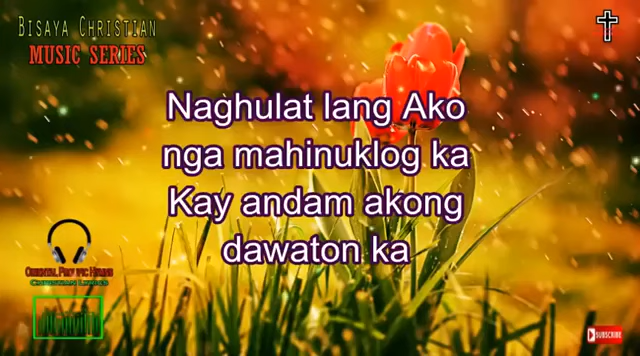 BISAYA CHRISTIAN
MUSIC SERIES
Naghulat lang Ako
nga mahinuklog ka
Kay andam akong
dawaton ka
SUBSCRIBE